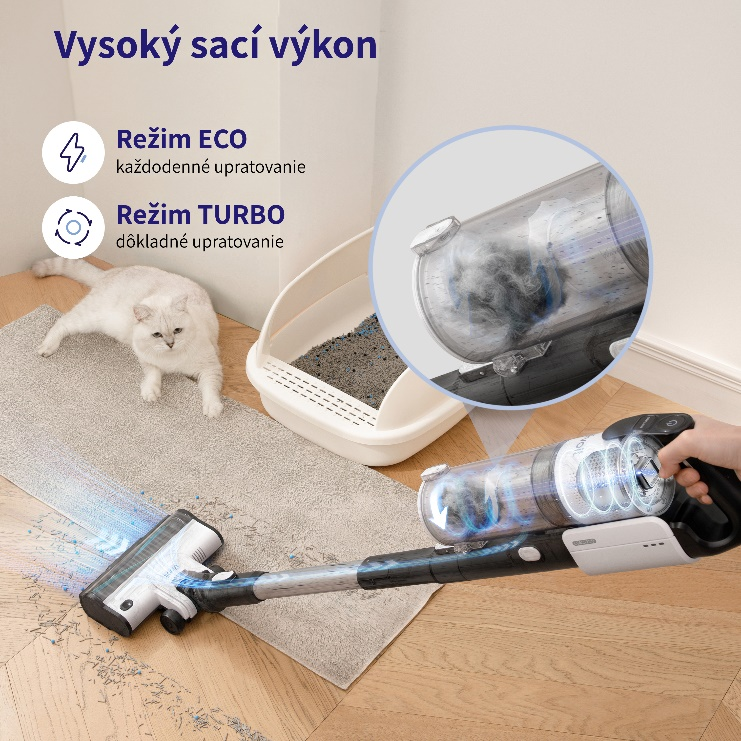 Vysoký sací výkon
Režim ECO
každodenné upratovanie
Režim TURBO
dôkladné upratovanie